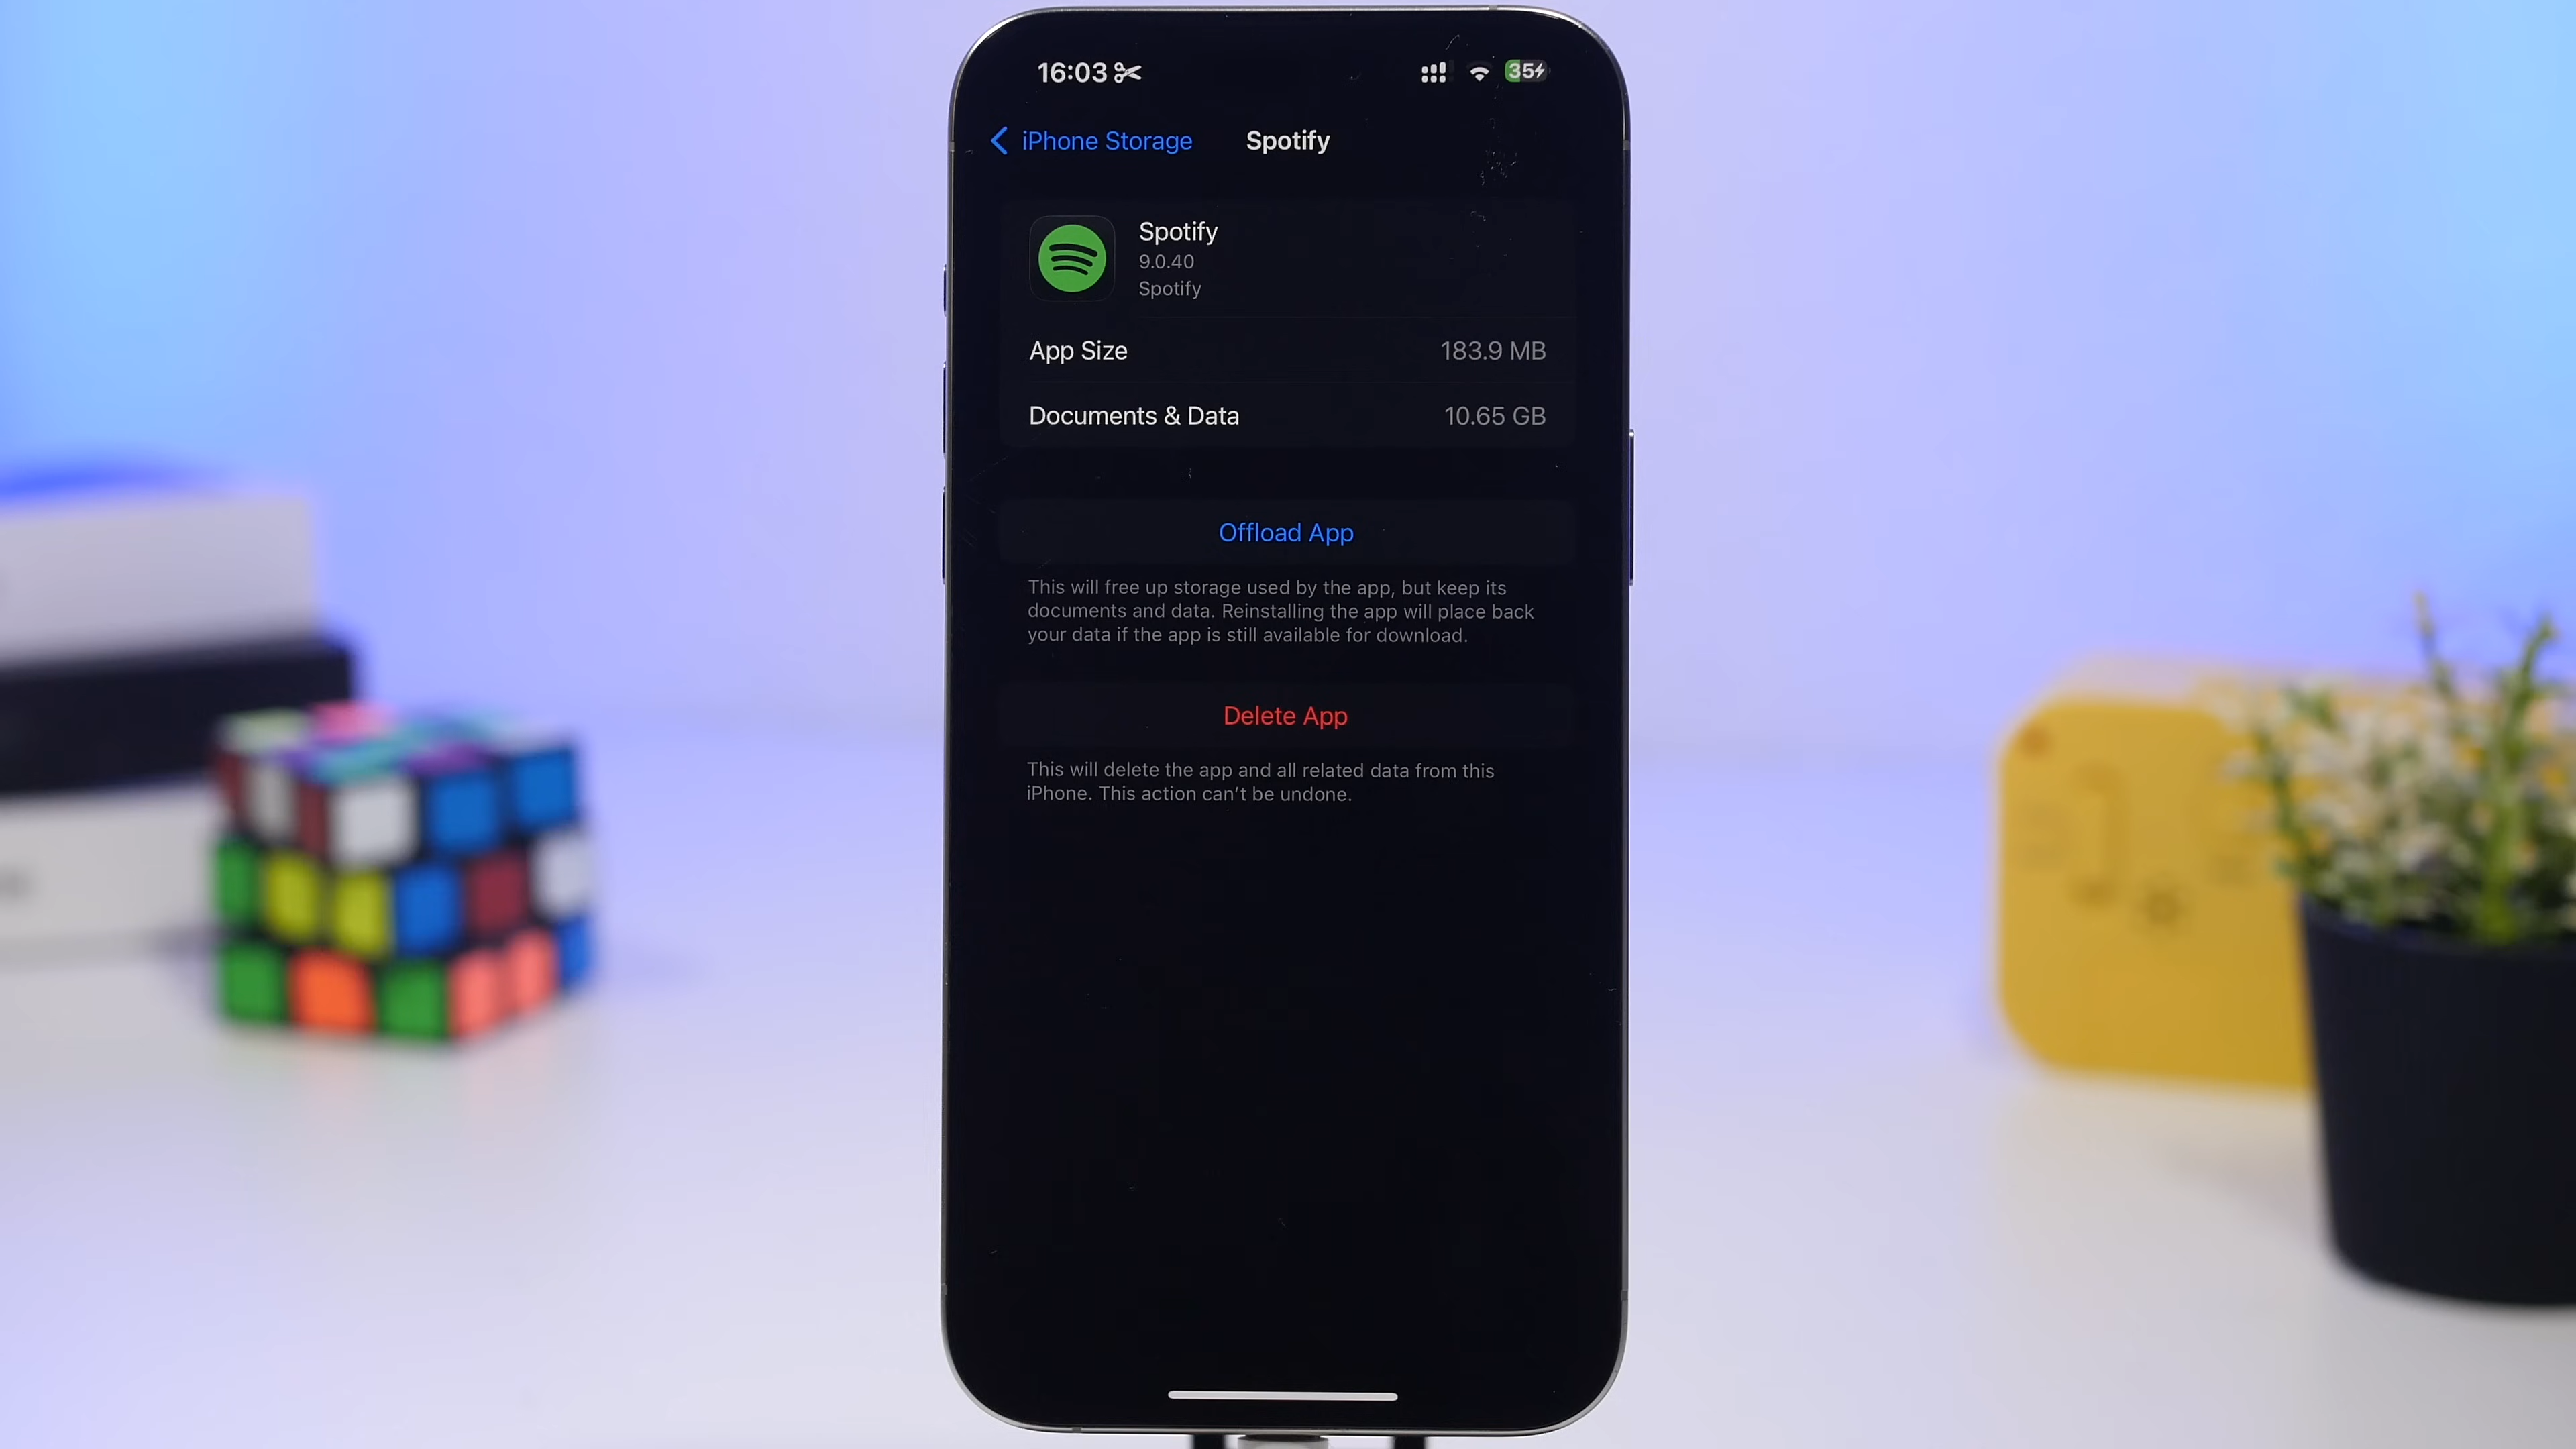 16:03
35
iPhone Storage
Spotify
Spotify
9.0.40
Spotify
App Size
183.9 MB
Documents & Data
10.65 GB
Offload App
This will free up storage used by the app, but keep its
documents and data. Reinstalling the app will place back
your data if the app is still available for download.
Delete App
This will delete the app and all related data from this
iPhone. This action can’t be undone.